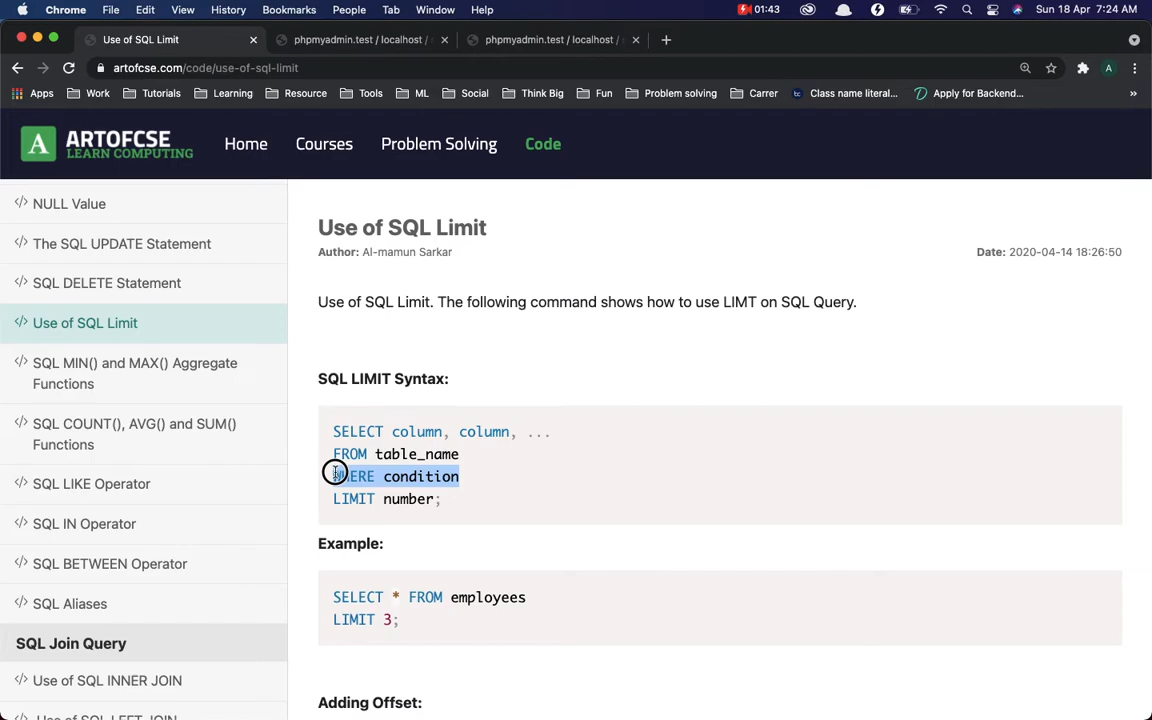 Chrome File Edit View History Bookmarks People Tab Window Help 01:43 Sun 18 Apr 7:24 AM
Use of SQL Limit phpmyadmin.test / localhost / phpmyadmin.test / localhost /
artofcse.com/code/use-of-sql-limit A
Apps Work Tutorials Learning Resource Tools ML Social Think Big Fun Problem solving Carrer bc Class name literal... Apply for Backend... »
A ARTOFCSE
LEARN COMPUTING
Home Courses Problem Solving Code
</> NULL Value
</> The SQL UPDATE Statement
</> SQL DELETE Statement
</> Use of SQL Limit
</> SQL MIN() and MAX() Aggregate
Functions
</> SQL COUNT(), AVG() and SUM()
Functions
</> SQL LIKE Operator
</> SQL IN Operator
</> SQL BETWEEN Operator
</> SQL Aliases
SQL Join Query
</> Use of SQL INNER JOIN
</> Use of SQL LEFT JOIN
Use of SQL Limit
Author: Al-mamun Sarkar Date: 2020-04-14 18:26:50
Use of SQL Limit. The following command shows how to use LIMT on SQL Query.
SQL LIMIT Syntax:
SELECT column, column, ...
FROM table_name
WHERE condition
LIMIT number;
Example:
SELECT * FROM employees
LIMIT 3;
Adding Offset: